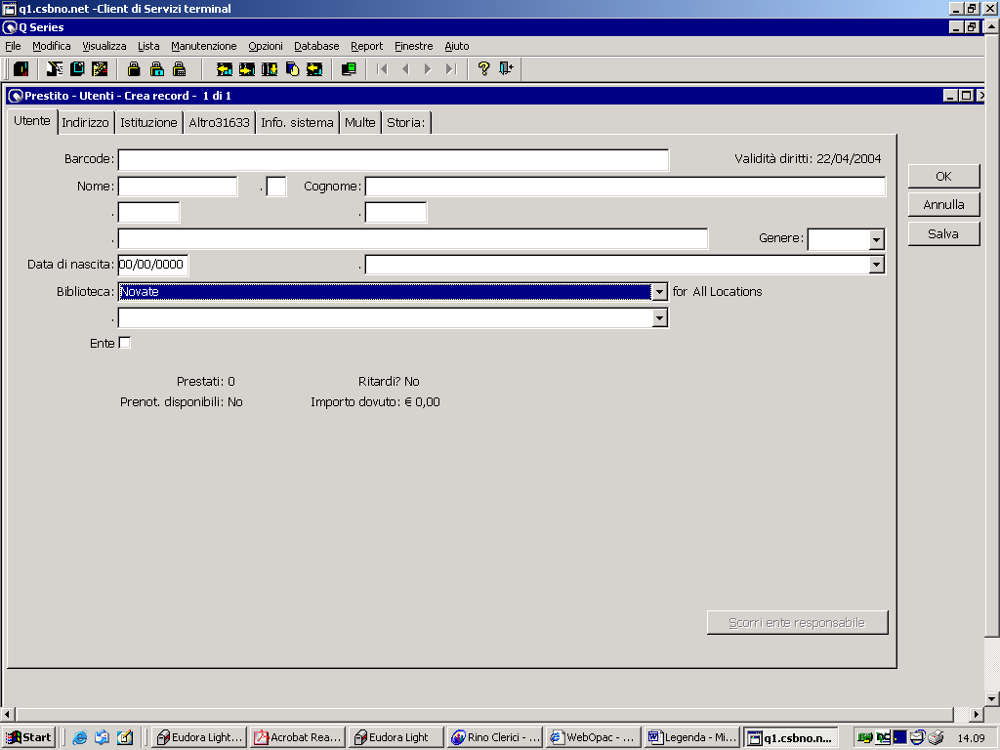 q1.csbno.net -Client di Servizi terminal
Q Series
File Modifica Visualizza Lista Manutenzione Opzioni Database Report Finestre Aiuto
Prestito - Utenti - Crea record - 1 di 1
Utente Indirizzo Istituzione Altro31633 Info. sistema Multe Storia:
Barcode: Validità diritti: 22/04/2004
OK
Nome: . Cognome:
Annulla
. .
. Genere:
Salva
Data di nascita: 00/00/0000 .
Biblioteca: Novate for All Locations
.
Ente
Prestati: 0 Ritardi? No
Prenot. disponibili: No Importo dovuto: € 0,00
Scorri ente responsabile
Start Eudora Light... Acrobat Rea... Eudora Light Rino Clerici - ... WebOpac - ... Legenda - Mi... q1.csbno.n... 14.09